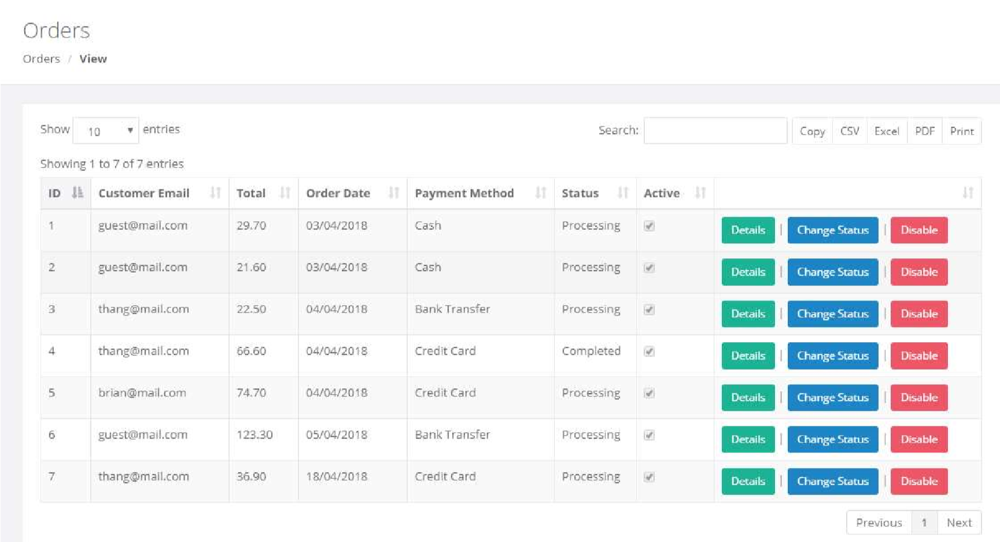 Orders
Orders / View
Show 10 entries Search: Copy CSV Excel PDF Print
Showing 1 to 7 of 7 entries
ID Customer Email Total Order Date Payment Method Status Active
1 guest@mail.com 29.70 03/04/2018 Cash Processing Details | Change Status | Disable
2 guest@mail.com 21.60 03/04/2018 Cash Processing Details | Change Status | Disable
3 thang@mail.com 22.50 04/04/2018 Bank Transfer Processing Details | Change Status | Disable
4 thang@mail.com 66.60 04/04/2018 Credit Card Completed Details | Change Status | Disable
5 brian@mail.com 74.70 04/04/2018 Credit Card Processing Details | Change Status | Disable
6 guest@mail.com 123.30 05/04/2018 Bank Transfer Processing Details | Change Status | Disable
7 thang@mail.com 36.90 18/04/2018 Credit Card Processing Details | Change Status | Disable
Previous 1 Next